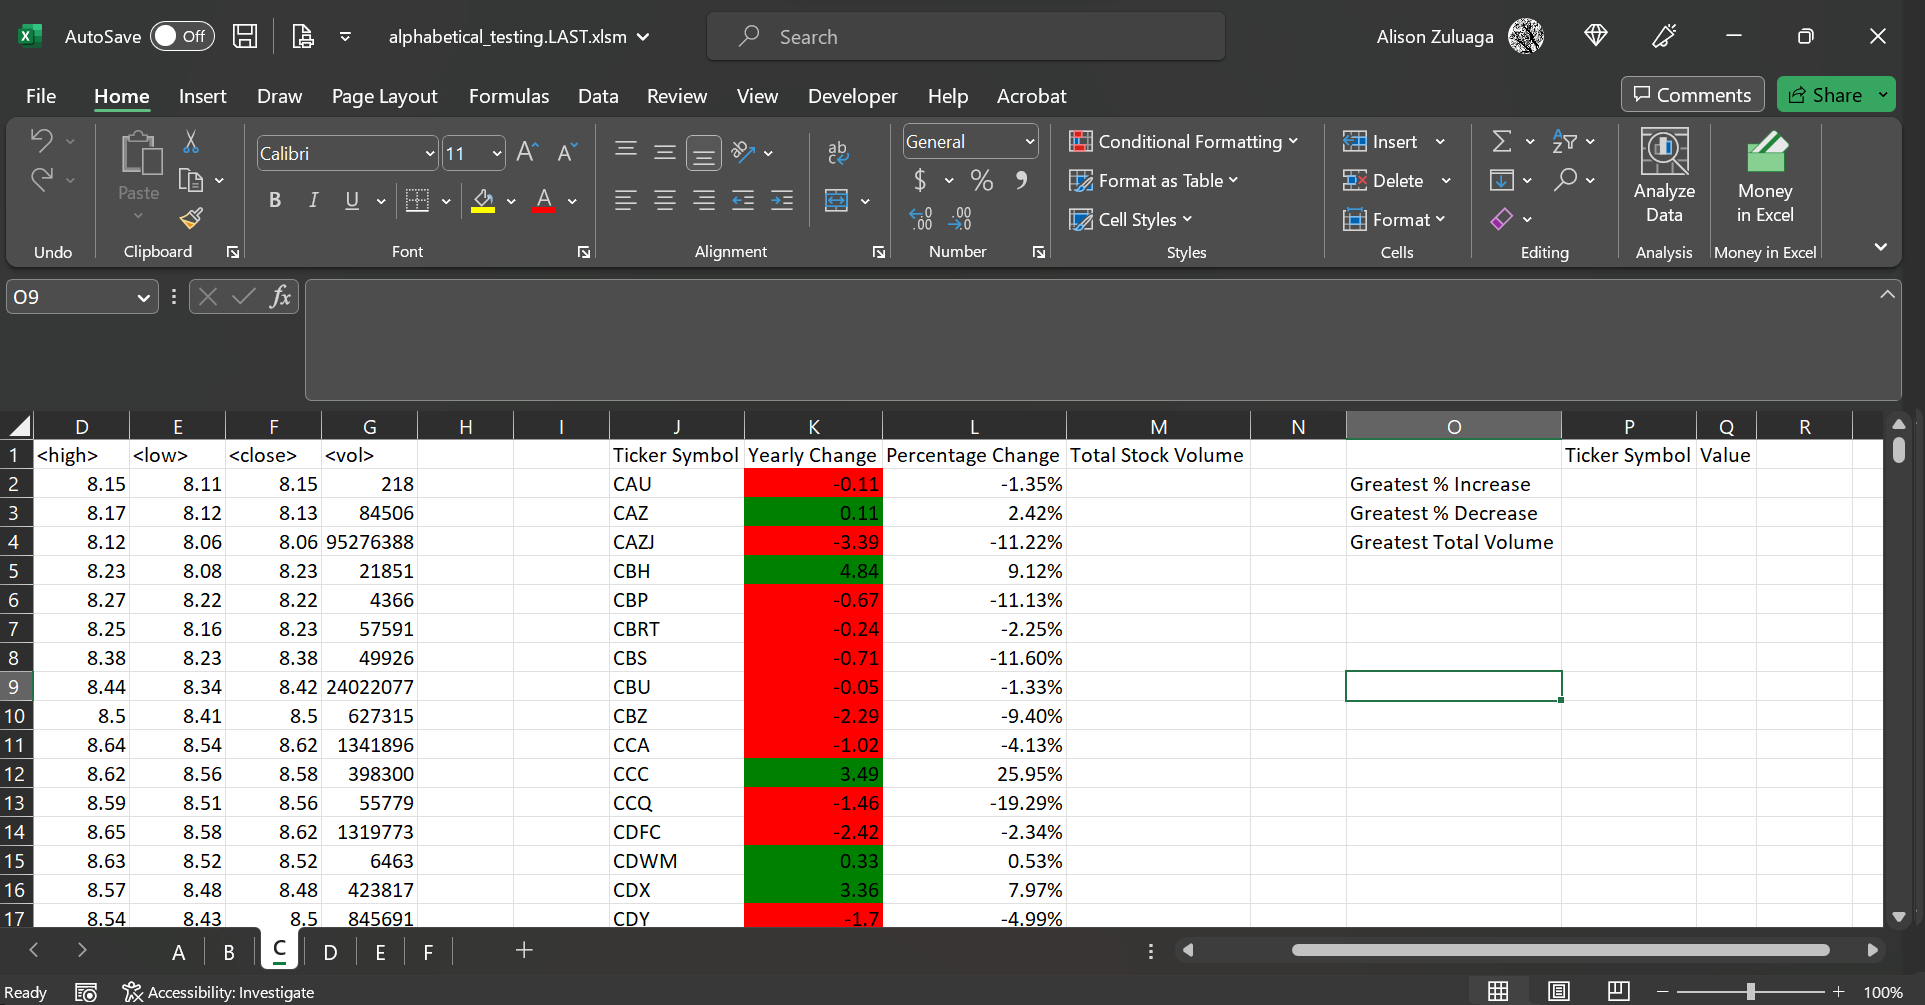 AutoSave Off alphabetical_testing.LAST.xlsm Search Alison Zuluaga
File Home Insert Draw Page Layout Formulas Data Review View Developer Help Acrobat Comments Share
Calibri 11 General Conditional Formatting Insert
Paste $ % Format as Table Delete Analyze Data Money in Excel
B I U Cell Styles Format
Undo Clipboard Font Alignment Number Styles Cells Editing Analysis Money in Excel
O9 fx
D E F G H I J K L M N O P Q R
1 <high> <low> <close> <vol> Ticker Symbol Yearly Change Percentage Change Total Stock Volume Ticker Symbol Value
2 8.15 8.11 8.15 218 CAU -0.11 -1.35% Greatest % Increase
3 8.17 8.12 8.13 84506 CAZ 0.11 2.42% Greatest % Decrease
4 8.12 8.06 8.06 95276388 CAZJ -3.39 -11.22% Greatest Total Volume
5 8.23 8.08 8.23 21851 CBH 4.84 9.12%
6 8.27 8.22 8.22 4366 CBP -0.67 -11.13%
7 8.25 8.16 8.23 57591 CBRT -0.24 -2.25%
8 8.38 8.23 8.38 49926 CBS -0.71 -11.60%
9 8.44 8.34 8.42 24022077 CBU -0.05 -1.33%
10 8.5 8.41 8.5 627315 CBZ -2.29 -9.40%
11 8.64 8.54 8.62 1341896 CCA -1.02 -4.13%
12 8.62 8.56 8.58 398300 CCC 3.49 25.95%
13 8.59 8.51 8.56 55779 CCQ -1.46 -19.29%
14 8.65 8.58 8.62 1319773 CDFC -2.42 -2.34%
15 8.63 8.52 8.52 6463 CDWM 0.33 0.53%
16 8.57 8.48 8.48 423817 CDX 3.36 7.97%
17 8.54 8.43 8.5 845691 CDY -1.7 -4.99%
A B C D E F
Ready Accessibility: Investigate 100%